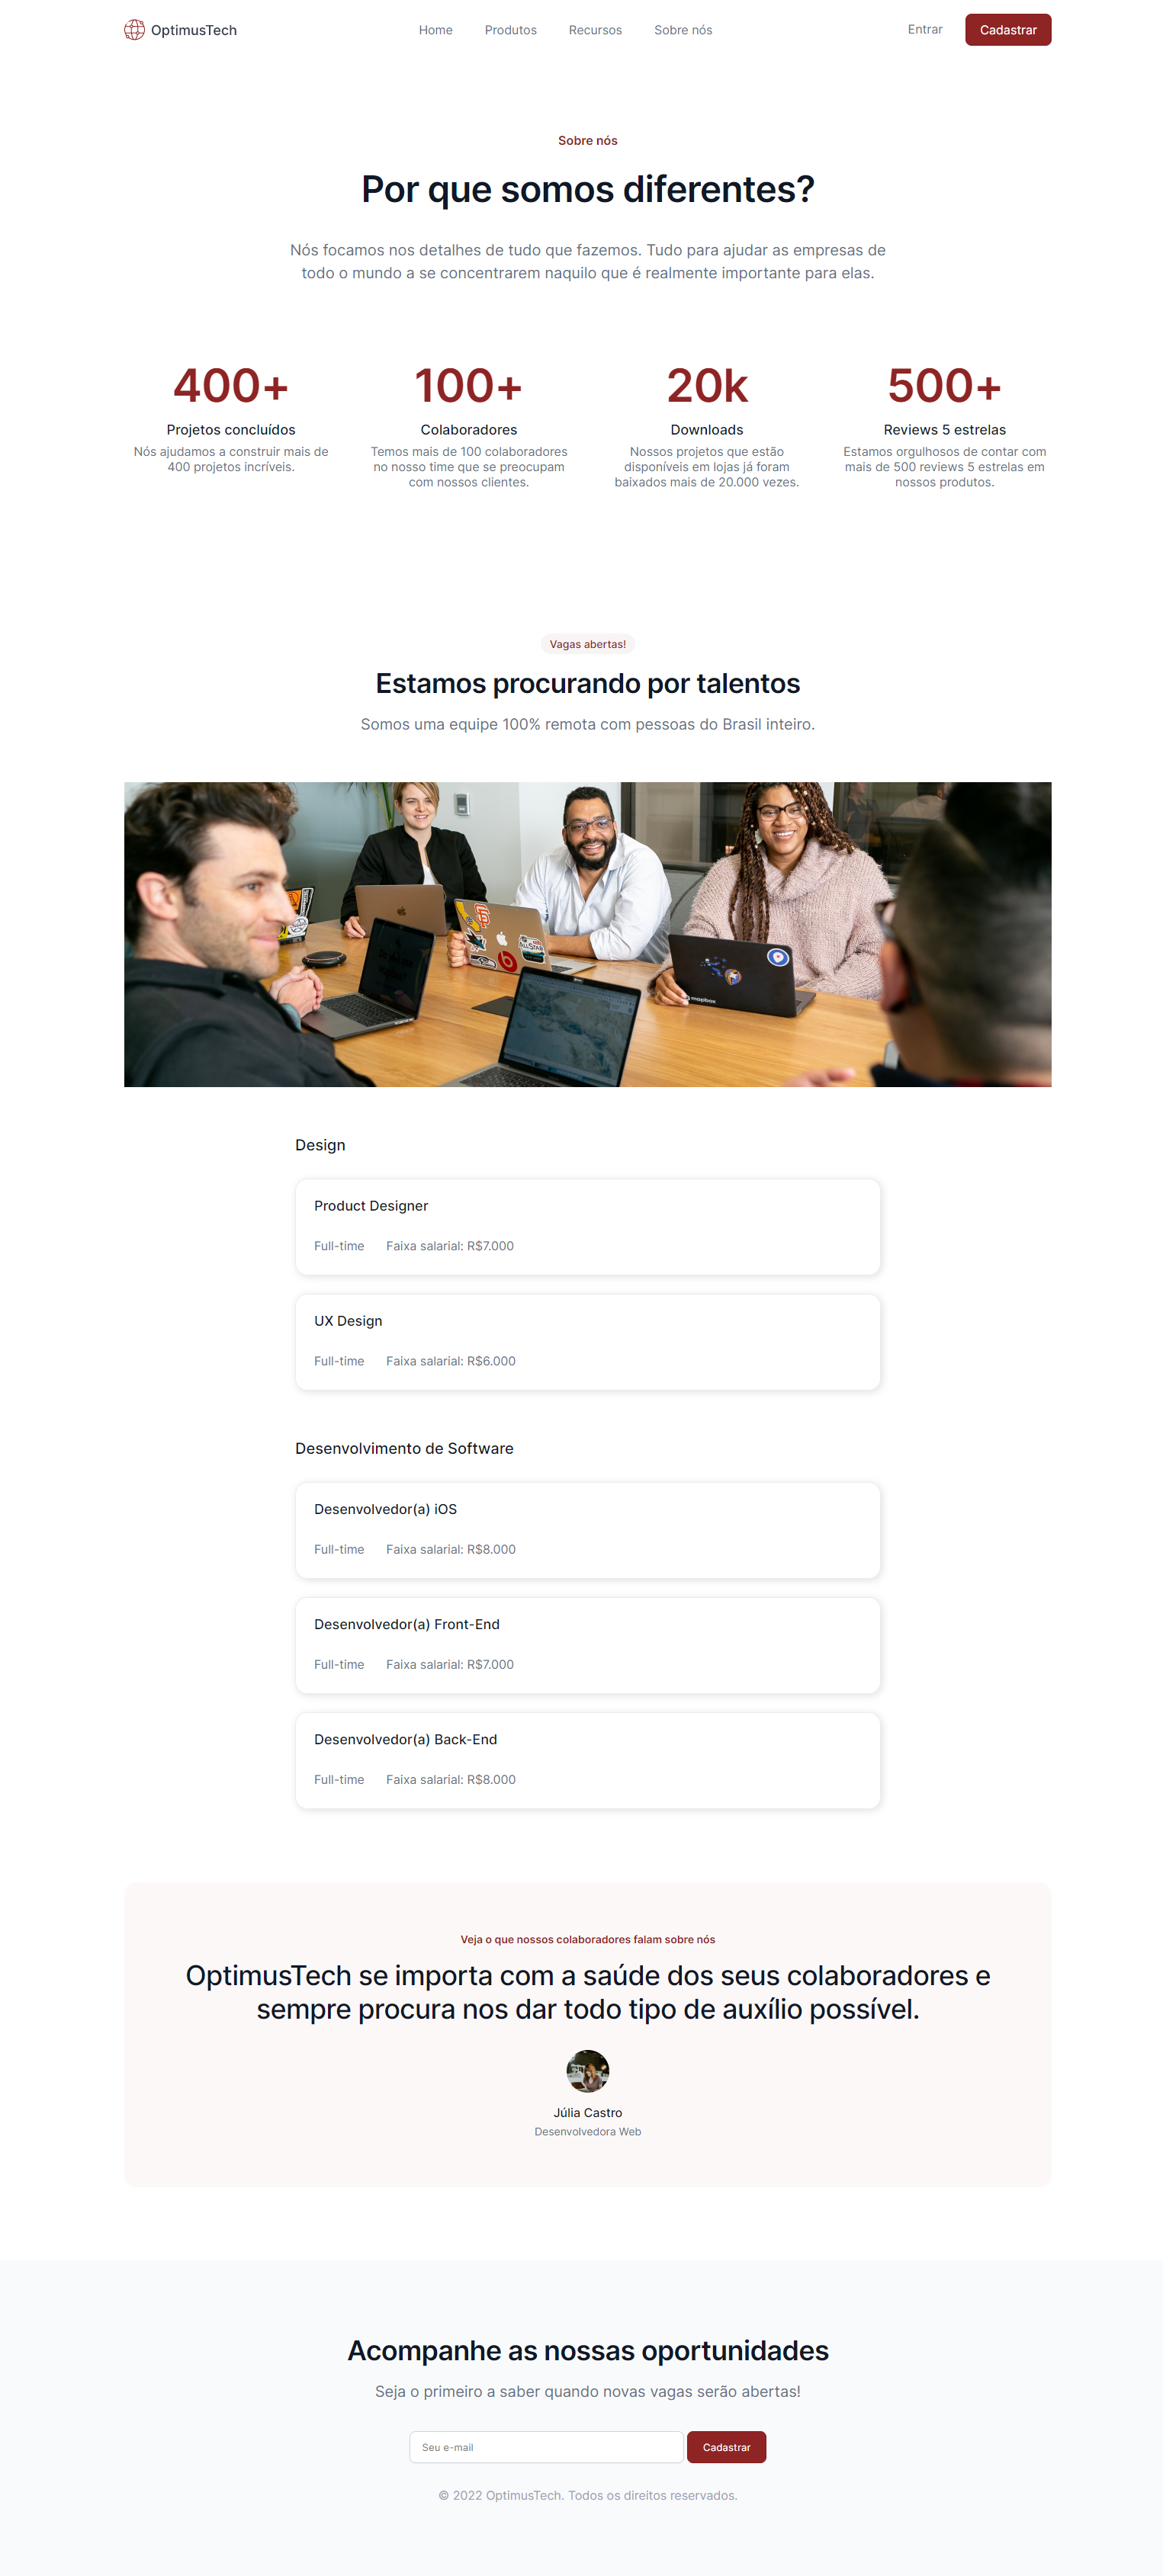 OptimusTech
Home Produtos Recursos Sobre nós
Entrar Cadastrar
Sobre nós
Por que somos diferentes?
Nós focamos nos detalhes de tudo que fazemos. Tudo para ajudar as empresas de
todo o mundo a se concentrarem naquilo que é realmente importante para elas.
400+
Projetos concluídos
Nós ajudamos a construir mais de
400 projetos incríveis.
100+
Colaboradores
Temos mais de 100 colaboradores
no nosso time que se preocupam
com nossos clientes.
20k
Downloads
Nossos projetos que estão
disponíveis em lojas já foram
baixados mais de 20.000 vezes.
500+
Reviews 5 estrelas
Estamos orgulhosos de contar com
mais de 500 reviews 5 estrelas em
nossos produtos.
Vagas abertas!
Estamos procurando por talentos
Somos uma equipe 100% remota com pessoas do Brasil inteiro.
mapbox
Design
Product Designer
Full-time Faixa salarial: R$7.000
UX Design
Full-time Faixa salarial: R$6.000
Desenvolvimento de Software
Desenvolvedor(a) iOS
Full-time Faixa salarial: R$8.000
Desenvolvedor(a) Front-End
Full-time Faixa salarial: R$7.000
Desenvolvedor(a) Back-End
Full-time Faixa salarial: R$8.000
Veja o que nossos colaboradores falam sobre nós
OptimusTech se importa com a saúde dos seus colaboradores e
sempre procura nos dar todo tipo de auxílio possível.
Júlia Castro
Desenvolvedora Web
Acompanhe as nossas oportunidades
Seja o primeiro a saber quando novas vagas serão abertas!
Seu e-mail Cadastrar
© 2022 OptimusTech. Todos os direitos reservados.